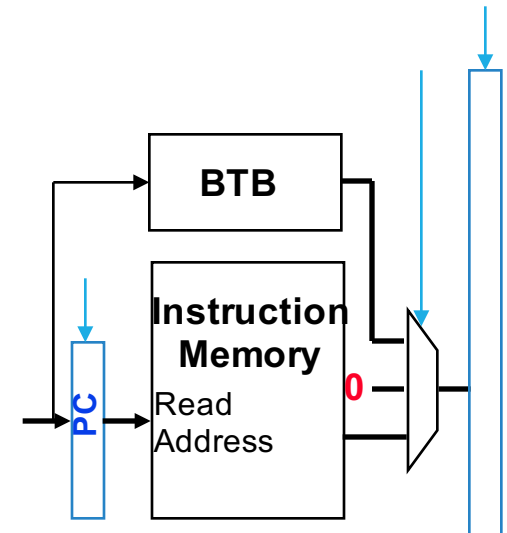 BTB
Instruction
Memory
0
PC
Read
Address